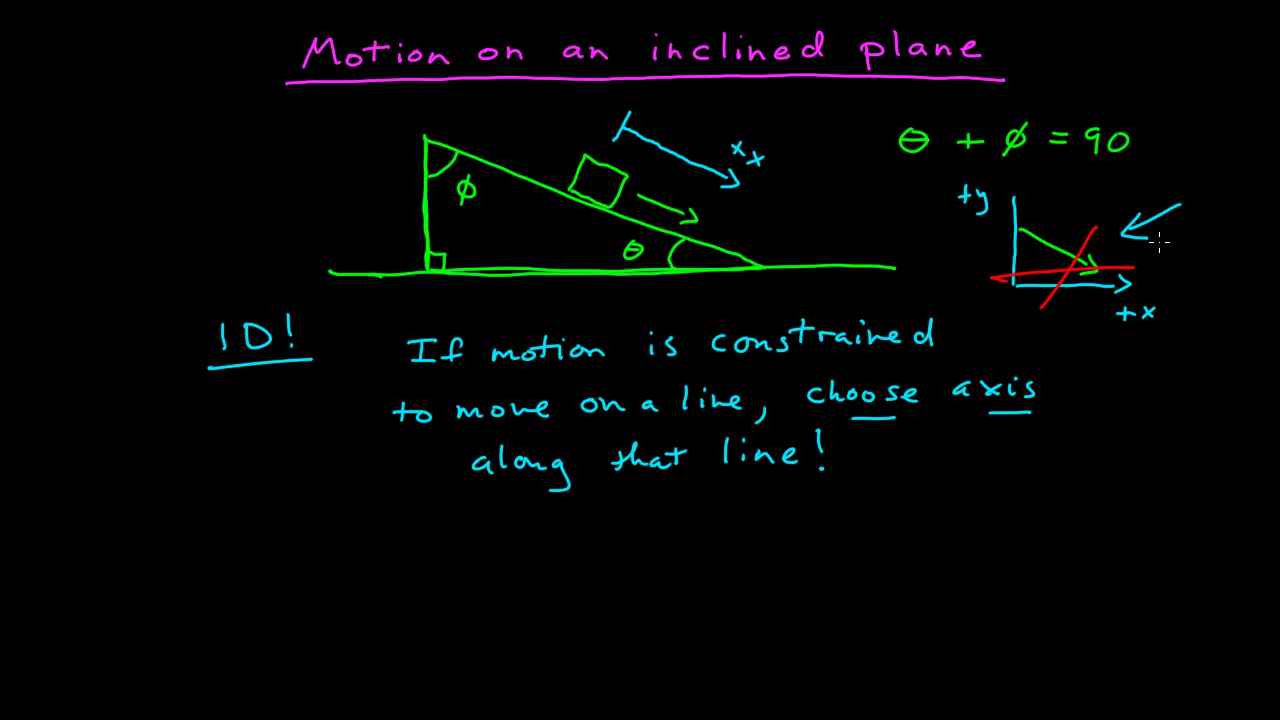 Motion on an inclined plane
x x
θ + ϕ = 90
ϕ
+y
θ
+x
1D!
If motion is constrained
to move on a line, choose axis
along that line!